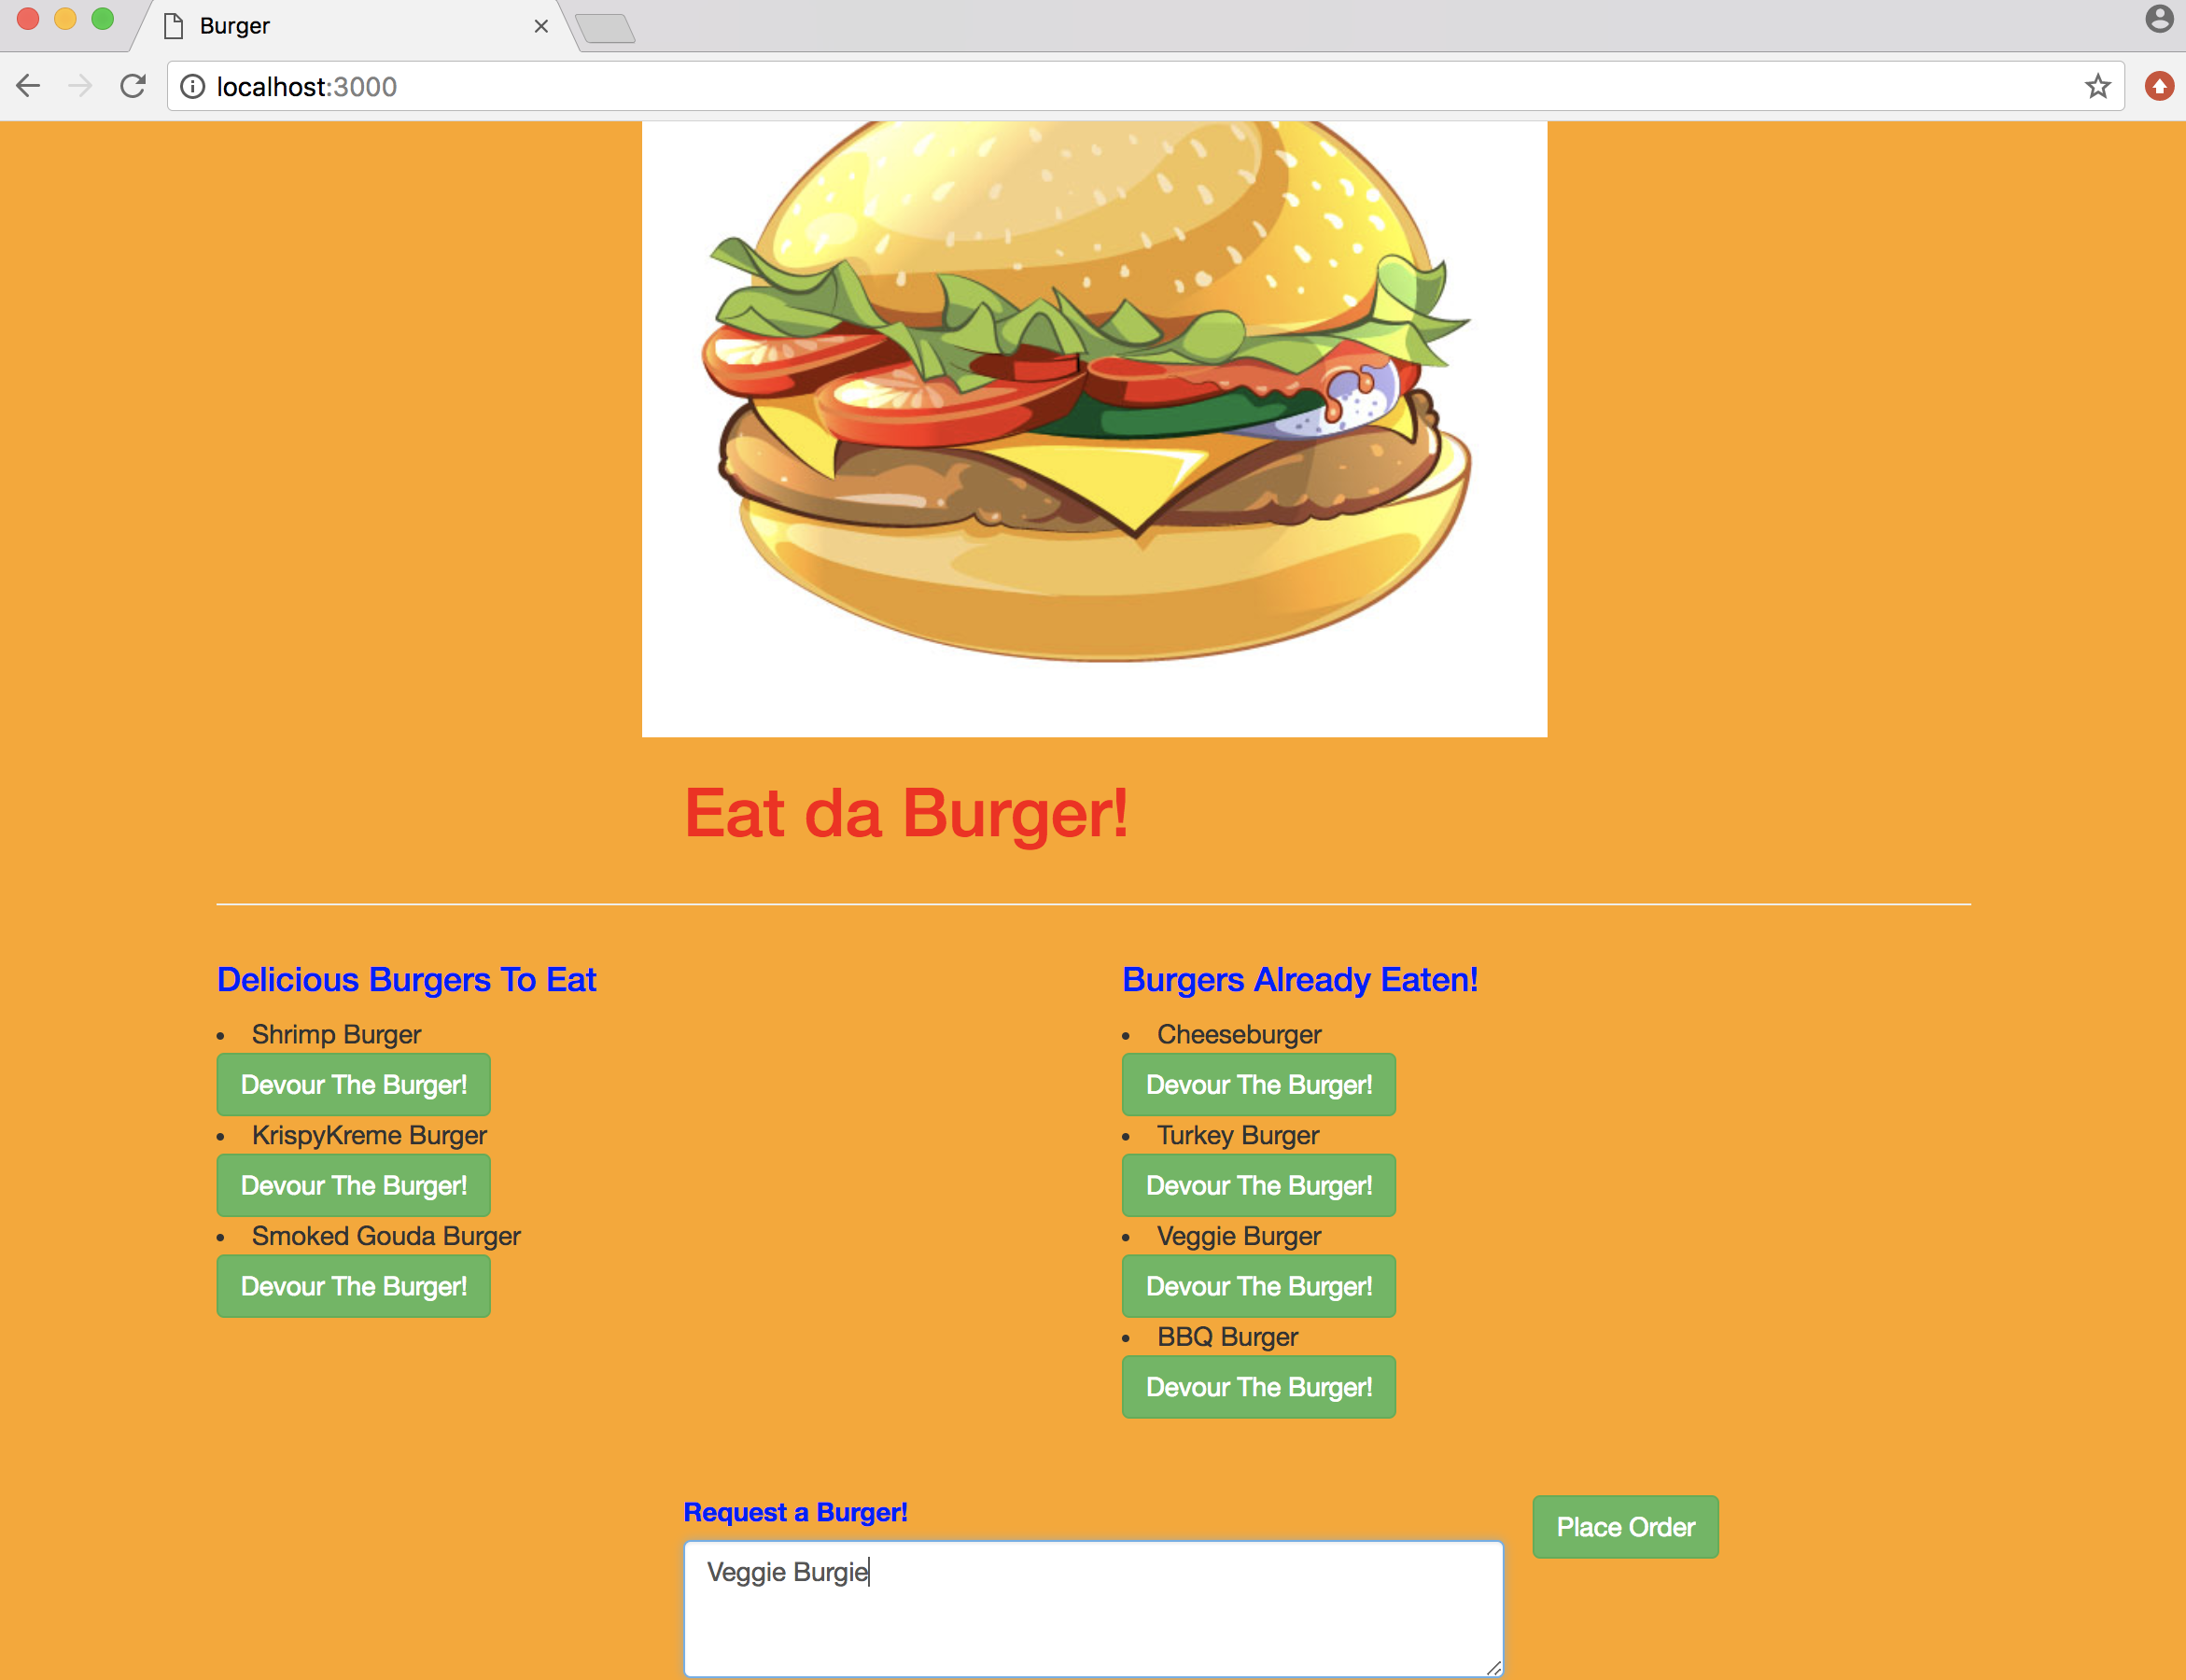 Burger
localhost:3000
Eat da Burger!
Delicious Burgers To Eat
Shrimp Burger
Devour The Burger!
KrispyKreme Burger
Devour The Burger!
Smoked Gouda Burger
Devour The Burger!
Burgers Already Eaten!
Cheeseburger
Devour The Burger!
Turkey Burger
Devour The Burger!
Veggie Burger
Devour The Burger!
BBQ Burger
Devour The Burger!
Request a Burger!
Veggie Burgie
Place Order